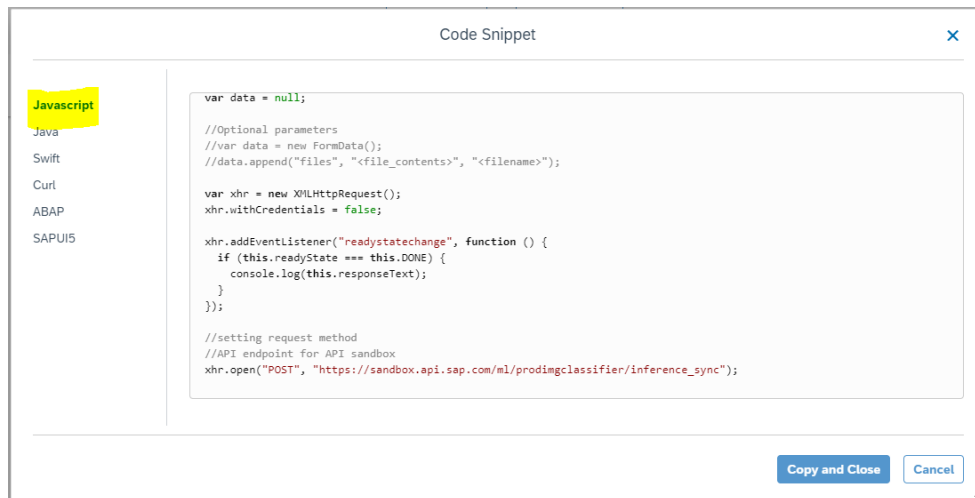 Code Snippet
×
Javascript
Java
Swift
Curl
ABAP
SAPUI5
var data = null;
//Optional parameters
//var data = new FormData();
//data.append("files", "<file_contents>", "<filename>");
var xhr = new XMLHttpRequest();
xhr.withCredentials = false;
xhr.addEventListener("readystatechange", function () {
  if (this.readyState === this.DONE) {
    console.log(this.responseText);
  }
});
//setting request method
//API endpoint for API sandbox
xhr.open("POST", "https://sandbox.api.sap.com/ml/prodimgclassifier/inference_sync");
Copy and Close
Cancel